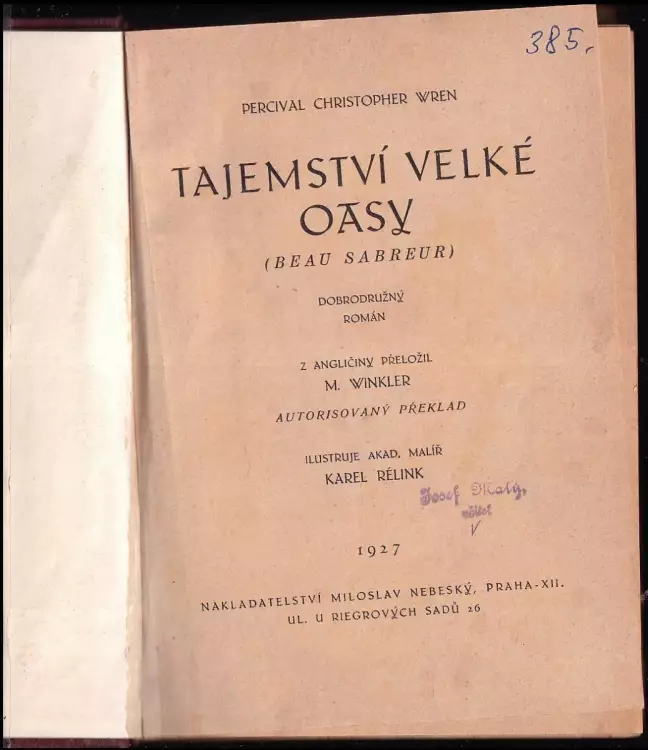 385,-
PERCIVAL CHRISTOPHER WREN
TAJEMSTVÍ VELKÉ
OASY
(BEAU SABREUR)
DOBRODRUŽNÝ
ROMÁN
Z ANGLIČINY PŘELOŽIL
M. WINKLER
AUTORISOVANÝ PŘEKLAD
ILUSTRUJE AKAD. MALÍŘ
KAREL RÉLINK
Josef Malý,
1927
NAKLADATELSTVÍ MILOSLAV NEBESKÝ, PRAHA-XII.
UL. U RIEGROVÝCH SADŮ 26